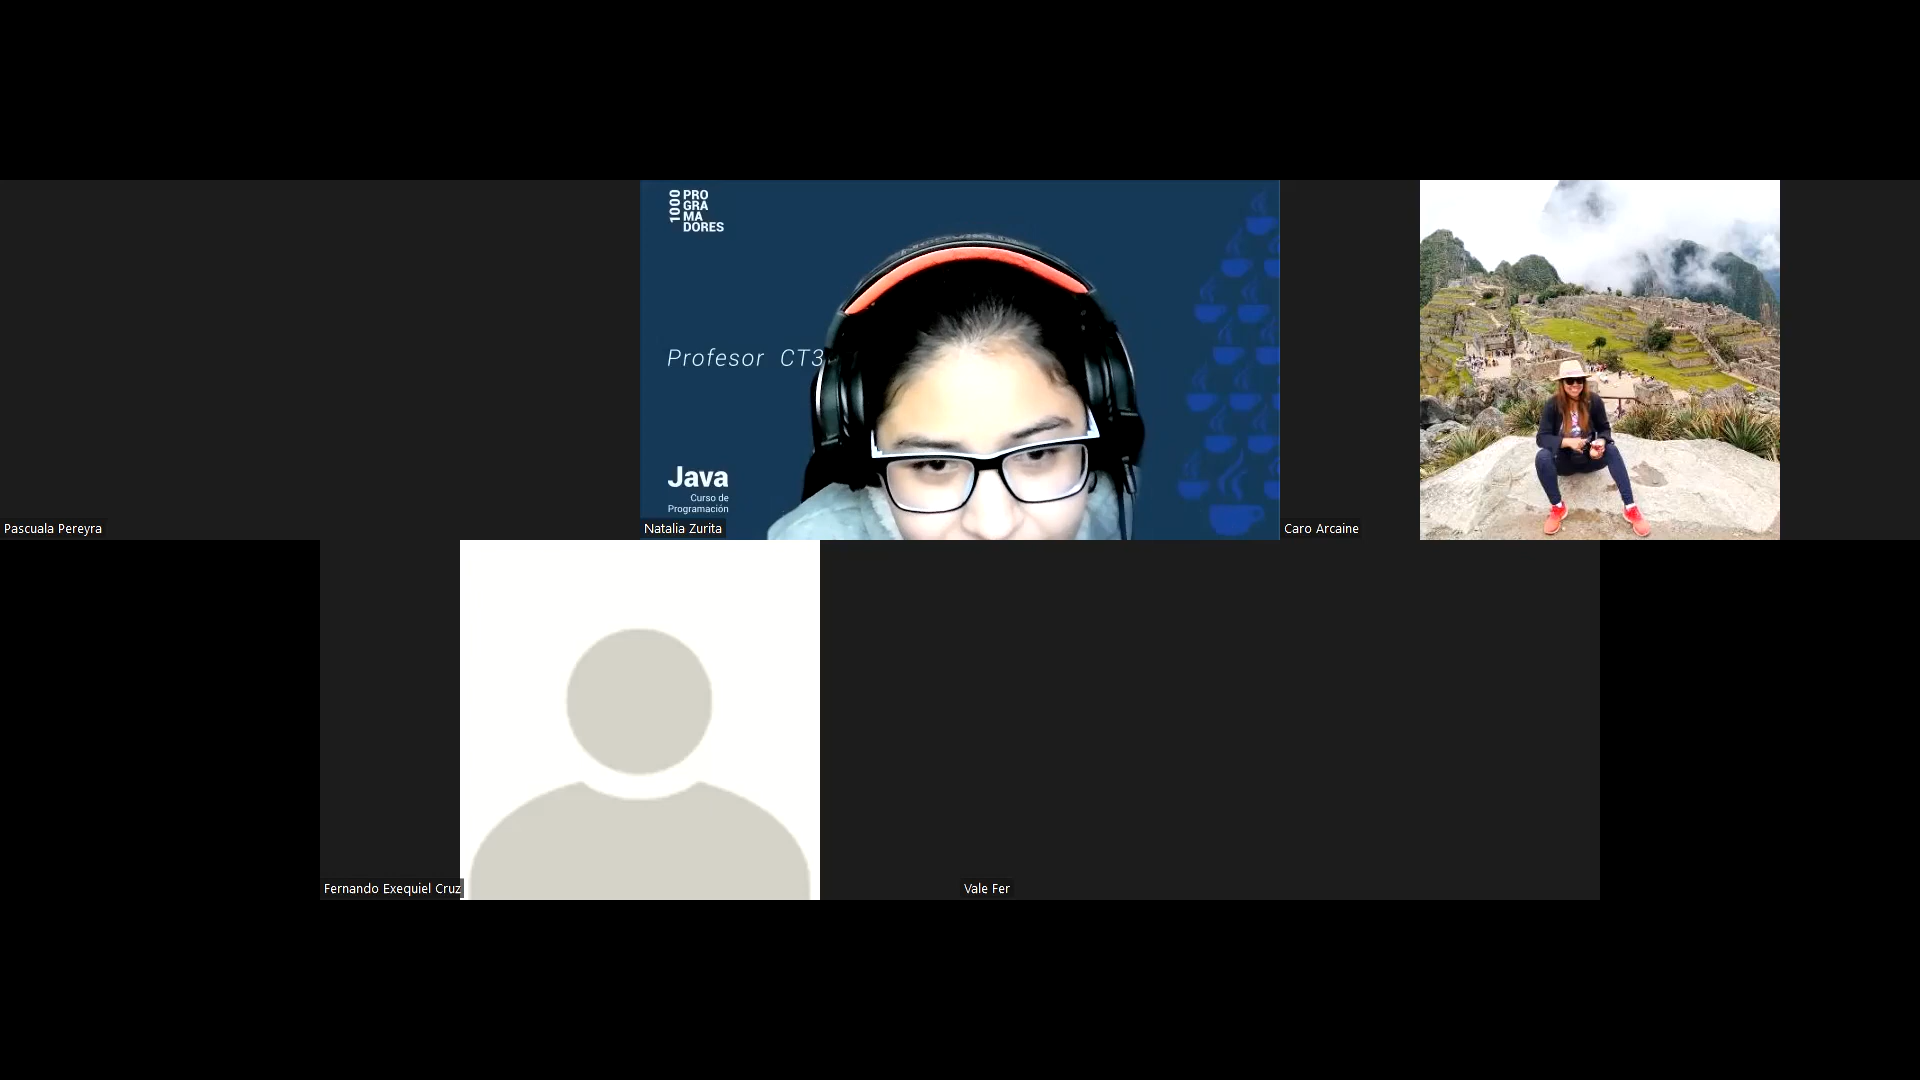 1000
PRO
GRA
MA
DORES
Profesor CT3
Java
Curso de
Programación
Pascuala Pereyra
Natalia Zurita
Caro Arcaine
Fernando Exequiel Cruz
Vale Fer